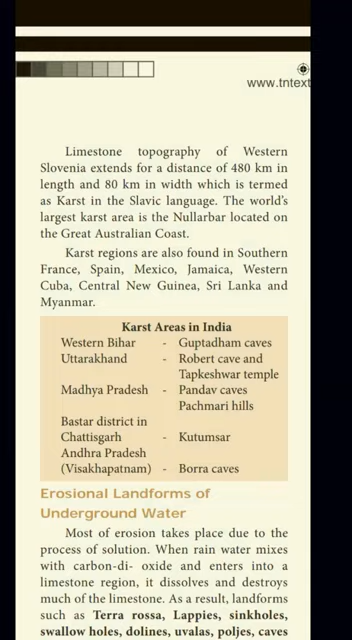 www.tntext
Limestone topography of Western
Slovenia extends for a distance of 480 km in
length and 80 km in width which is termed
as Karst in the Slavic language. The world's
largest karst area is the Nullarbar located on
the Great Australian Coast.
Karst regions are also found in Southern
France, Spain, Mexico, Jamaica, Western
Cuba, Central New Guinea, Sri Lanka and
Myanmar.
Karst Areas in India
Western Bihar - Guptadham caves
Uttarakhand - Robert cave and
Tapkeshwar temple
Madhya Pradesh - Pandav caves
Pachmari hills
Bastar district in
Chattisgarh - Kutumsar
Andhra Pradesh
(Visakhapatnam) - Borra caves
Erosional Landforms of
Underground Water
Most of erosion takes place due to the
process of solution. When rain water mixes
with carbon-di- oxide and enters into a
limestone region, it dissolves and destroys
much of the limestone. As a result, landforms
such as Terra rossa, Lappies, sinkholes,
swallow holes, dolines, uvalas, poljes, caves